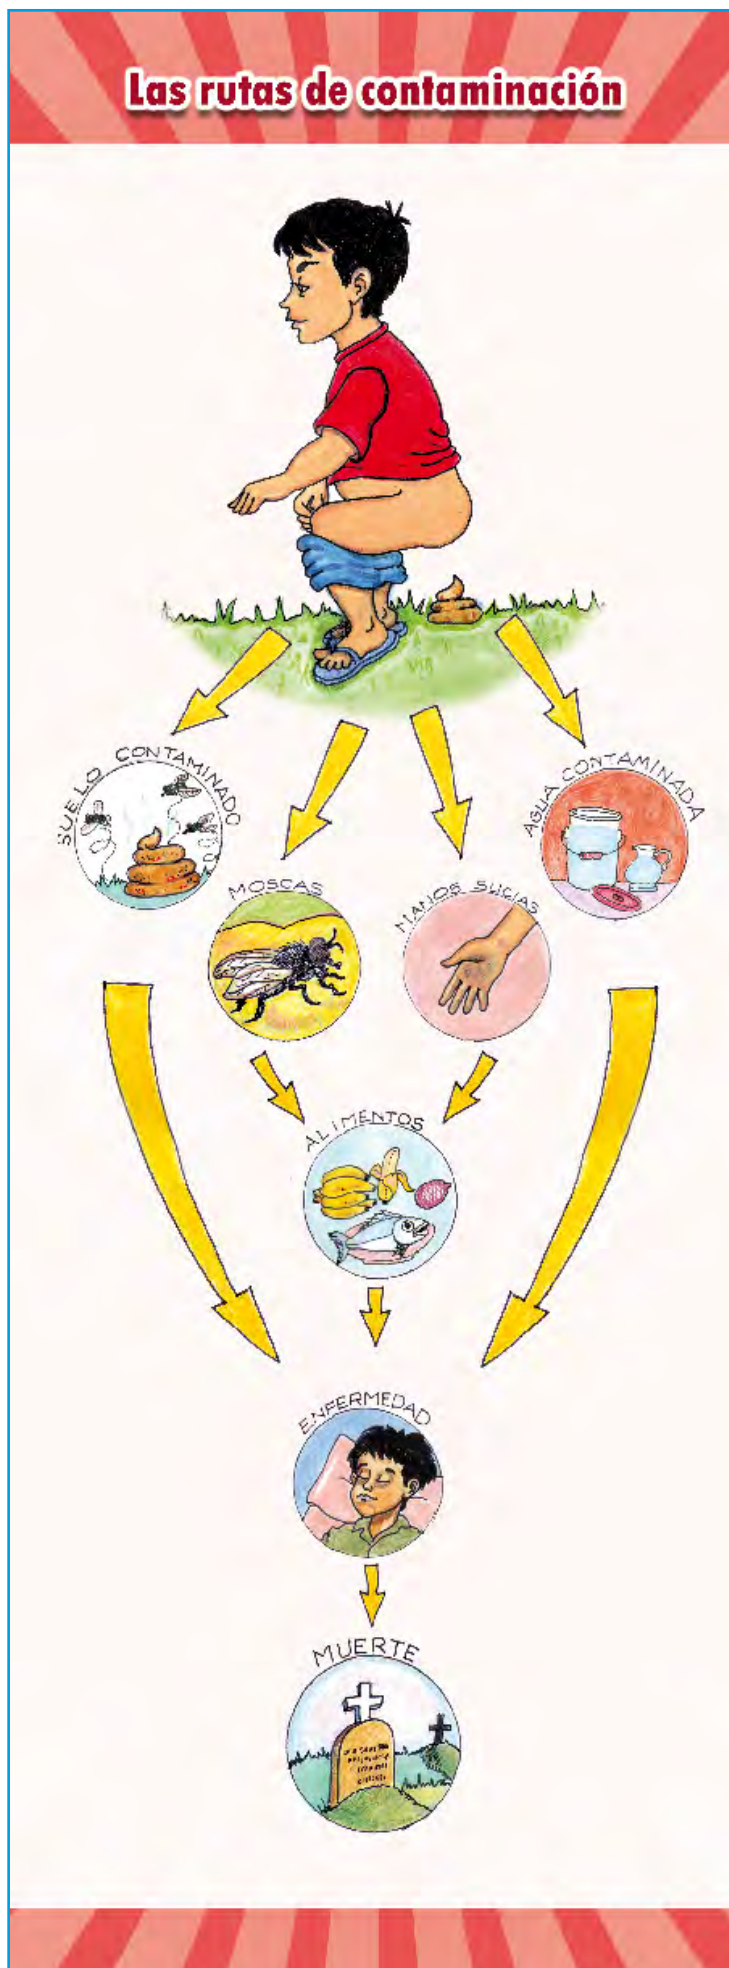 Las rutas de contaminación
SUELO CONTAMINADO
AGUA CONTAMINADA
MOSCAS
MANOS SUCIAS
ALIMENTOS
ENFERMEDAD
MUERTE